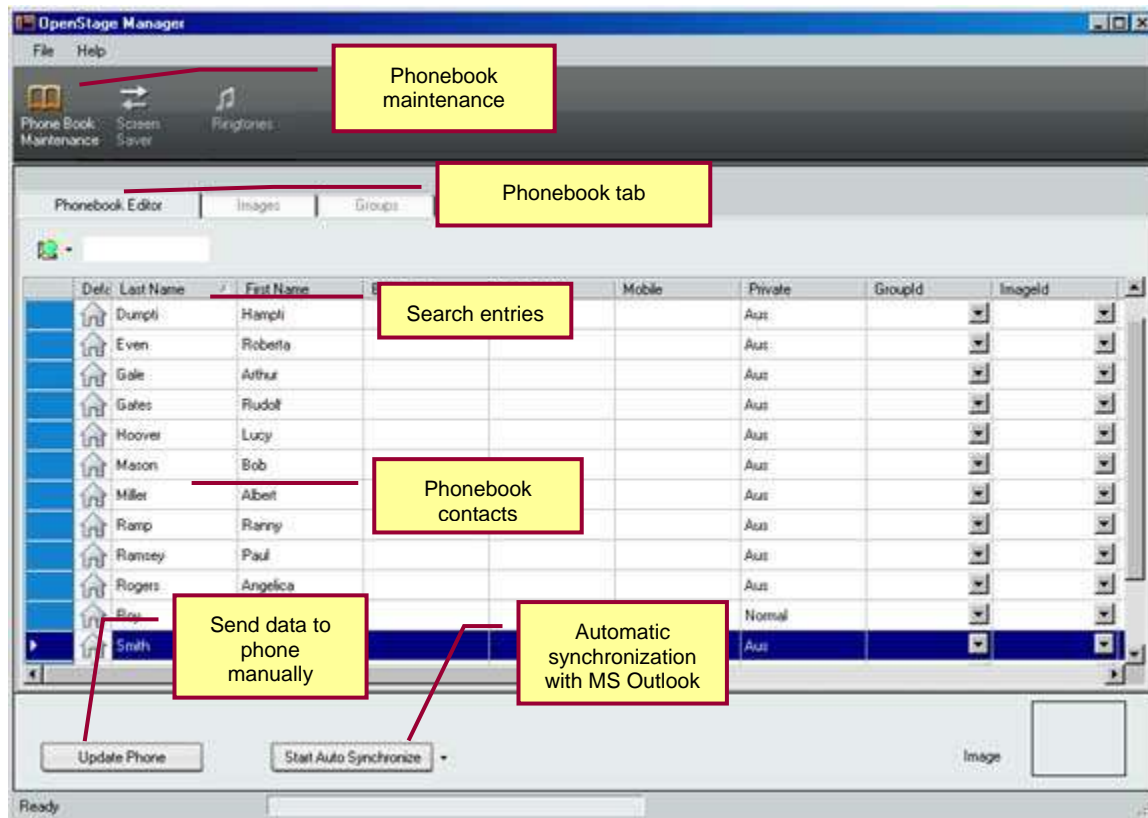 OpenStage Manager
File Help
Phonebook
maintenance
Phone Book
Maintenance
Screen
Saver
Ringtones
Phonebook tab
Phonebook Editor Images Groups
Last Name First Name Mobile Private GroupId ImageId
Search entries
Dumpti Hampti Aus
Even Roberta Aus
Gale Arthur Aus
Gates Rudolf Aus
Hoover Lucy Aus
Mason Bob Aus
Phonebook
contacts
Miller Albert Aus
Ramp Ranny Aus
Ramsey Paul Aus
Rogers Angelica Aus
Roy Normal
Smith Aus
Send data to
phone
manually
Automatic
synchronization
with MS Outlook
Update Phone Start Auto Synchronize Image
Ready